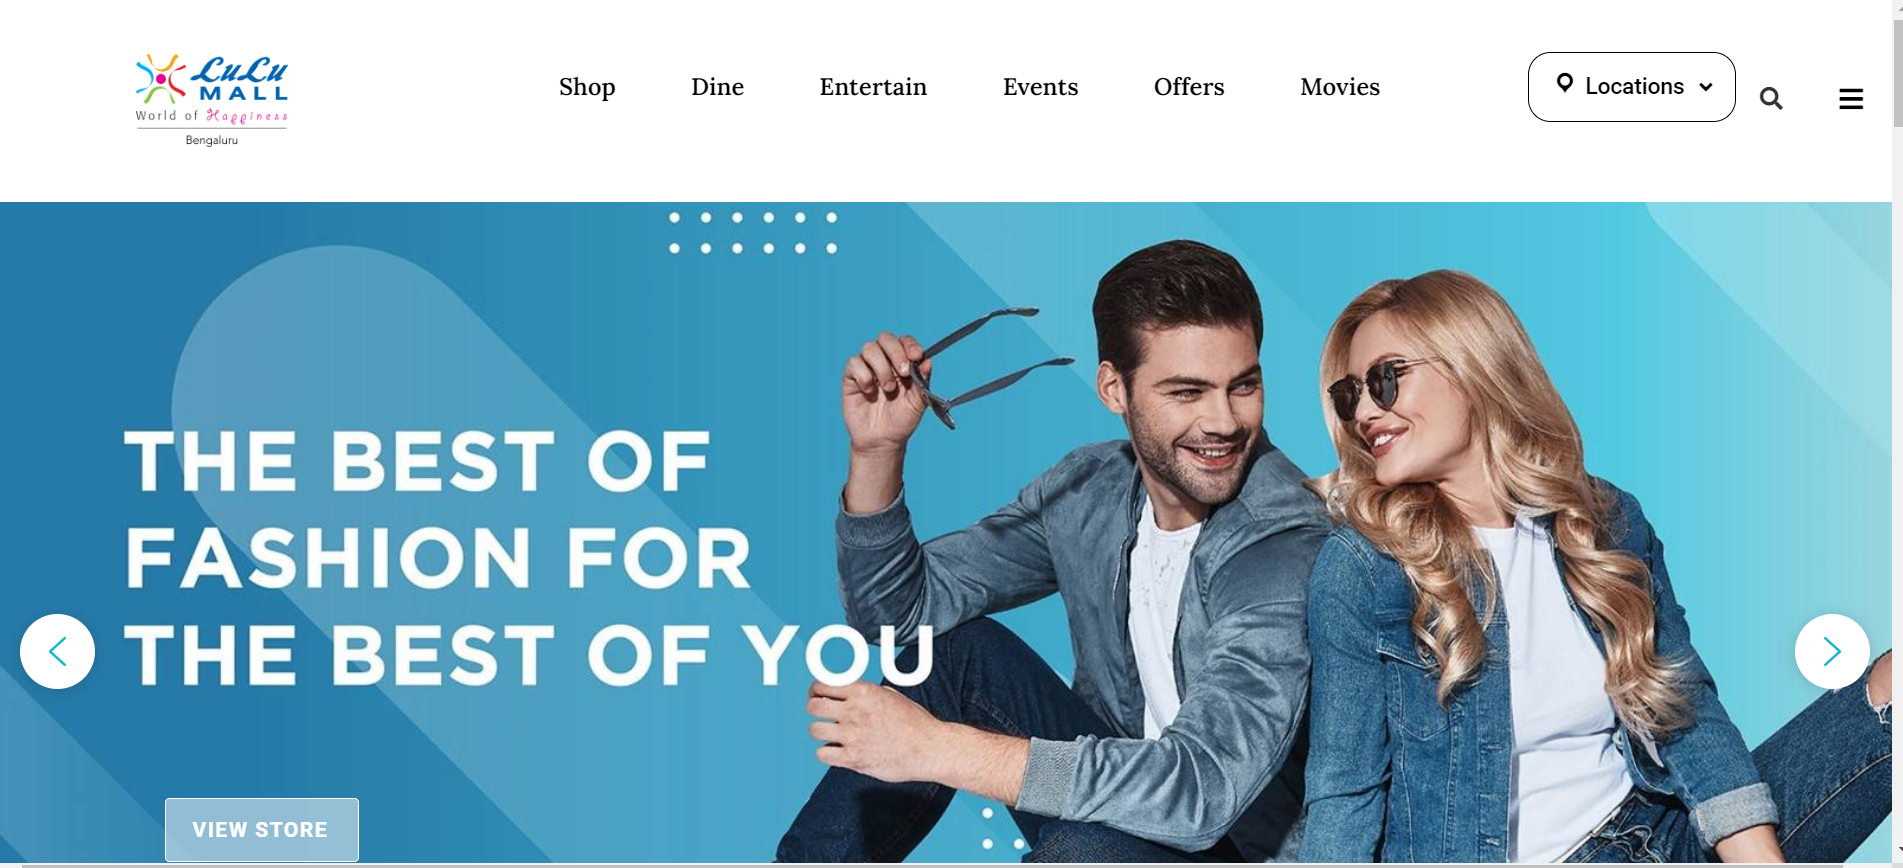 LuLu
MALL
World of Happiness
Bengaluru
Shop
Dine
Entertain
Events
Offers
Movies
Locations
THE BEST OF
FASHION FOR
THE BEST OF YOU
VIEW STORE